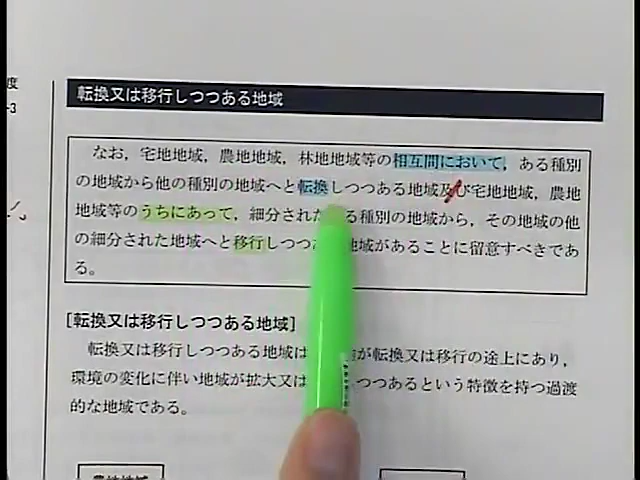 度
-3
転換又は移行しつつある地域
なお，宅地地域，農地地域，林地地域等の相互間において，ある種別
の地域から他の種別の地域へと転換しつつある地域及び宅地地域，農地
地域等のうちにあって，細分されたある種別の地域から，その地域の他
の細分された地域へと移行しつつ 地域があることに留意すべきであ
る。
［転換又は移行しつつある地域］
転換又は移行しつつある地域は が転換又は移行の途上にあり，
環境の変化に伴い地域が拡大又は つつあるという特徴を持つ過渡
的な地域である。
農地地域